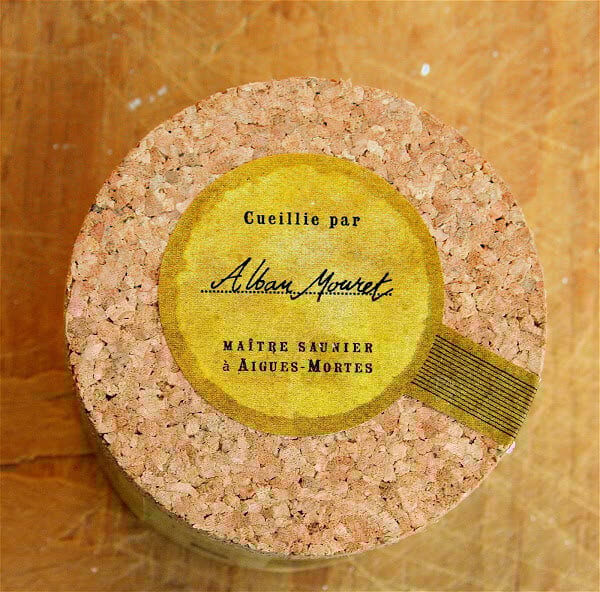 Cueillie par
Alban Mouret
MAÎTRE SAUNIER
à AIGUES-MORTES